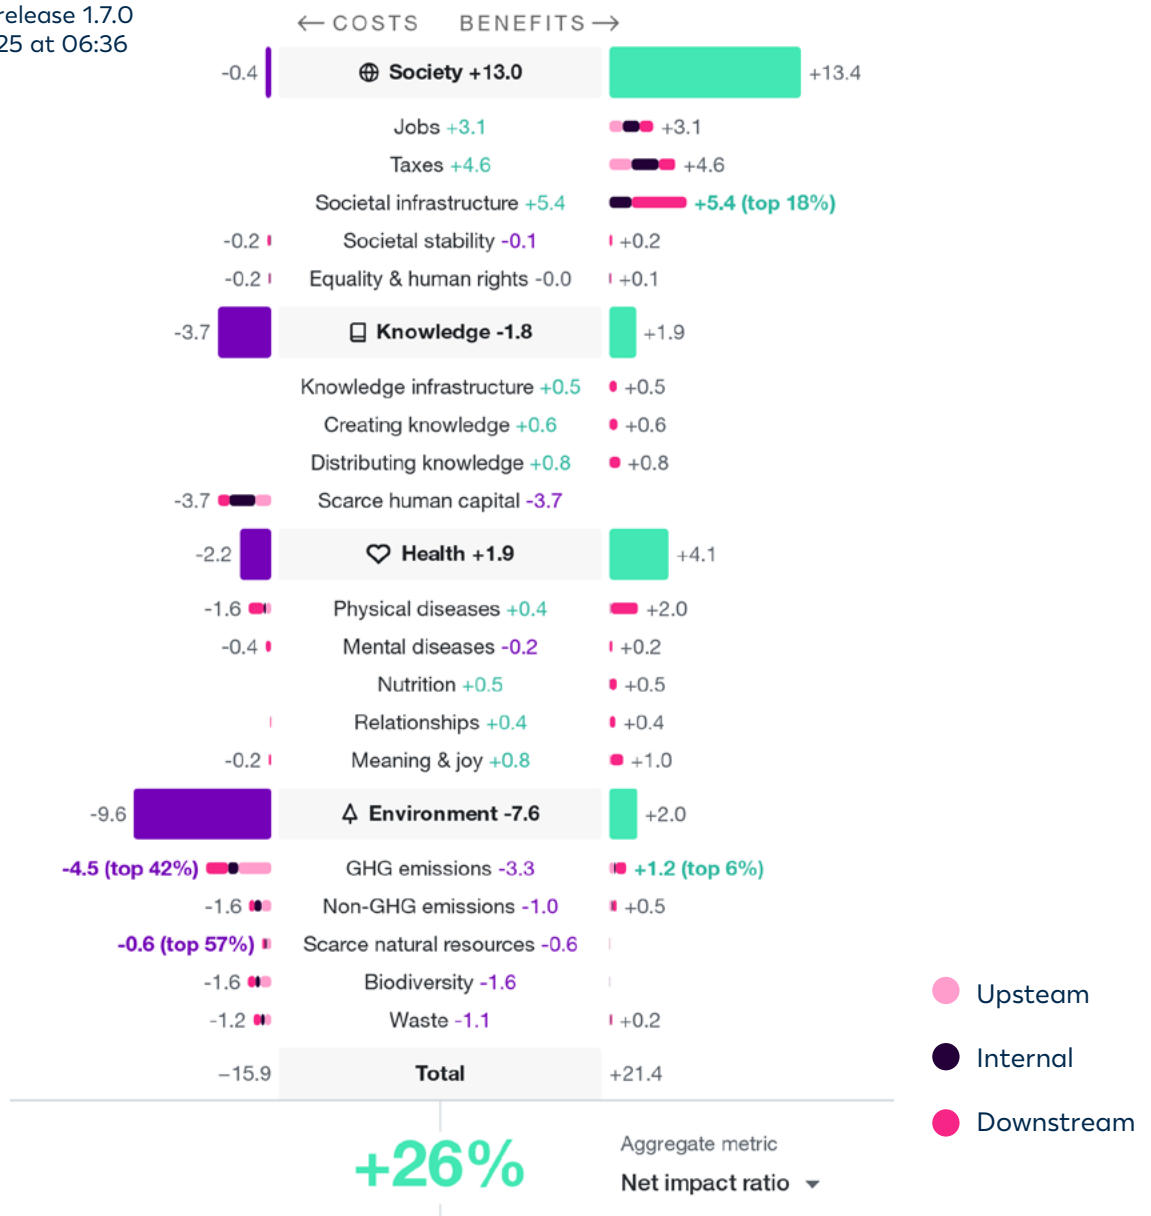 release 1.7.0
25 at 06:36
← COSTS BENEFITS →
-0.4 Society +13.0 +13.4
Jobs +3.1 +3.1
Taxes +4.6 +4.6
Societal infrastructure +5.4 +5.4 (top 18%)
-0.2 Societal stability -0.1 +0.2
-0.2 Equality & human rights -0.0 +0.1
-3.7 Knowledge -1.8 +1.9
Knowledge infrastructure +0.5 +0.5
Creating knowledge +0.6 +0.6
Distributing knowledge +0.8 +0.8
-3.7 Scarce human capital -3.7
-2.2 Health +1.9 +4.1
-1.6 Physical diseases +0.4 +2.0
-0.4 Mental diseases -0.2 +0.2
Nutrition +0.5 +0.5
Relationships +0.4 +0.4
-0.2 Meaning & joy +0.8 +1.0
-9.6 Environment -7.6 +2.0
-4.5 (top 42%) GHG emissions -3.3 +1.2 (top 6%)
-1.6 Non-GHG emissions -1.0 +0.5
-0.6 (top 57%) Scarce natural resources -0.6
-1.6 Biodiversity -1.6
-1.2 Waste -1.1 +0.2
−15.9 Total +21.4
+26%
Aggregate metric
Net impact ratio
Upsteam
Internal
Downstream